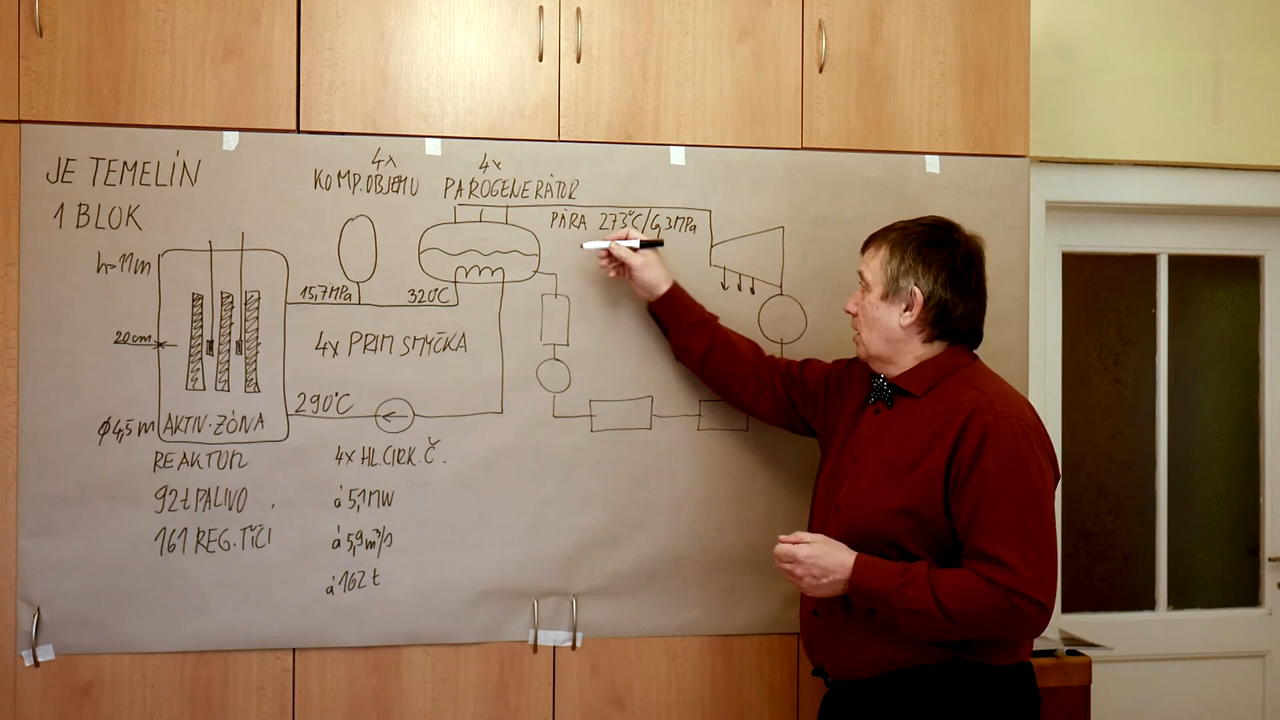 JE TEMELÍN
1 BLOK
4x
KOMP.OBJEMU
4x
PAROGENERÁTOR
PÁRA 273°C/6,3MPa
h=11m
15,7MPa
320°C
20cm
4x PRIM SMYČKA
290°C
ϕ4,5m
AKTIV.ZÓNA
REAKTOR
92t PALIVO
161 REG.TYČÍ
4x HL.CIRK.Č.
á 5,1MW
á 5,9m³/s
á 162 t